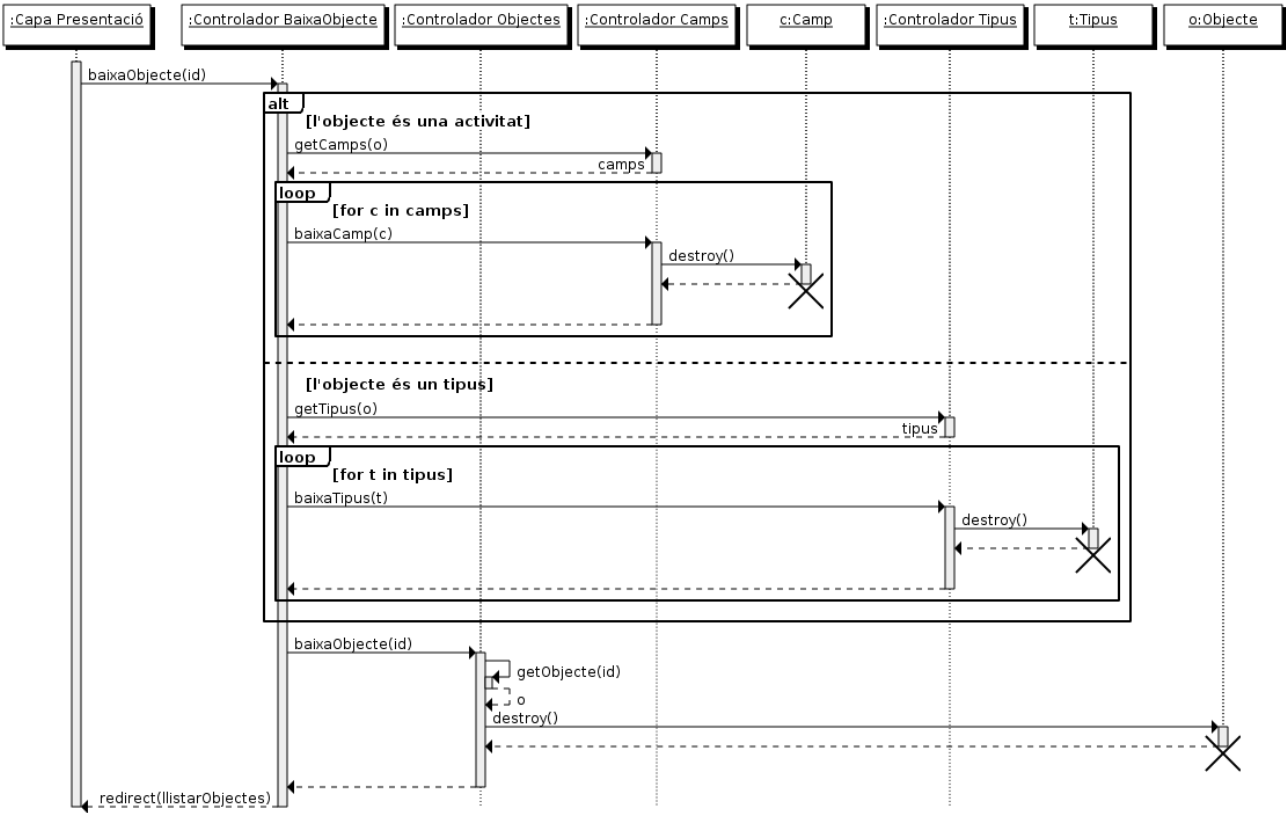 :Capa Presentació
:Controlador BaixaObjecte
:Controlador Objectes
:Controlador Camps
c:Camp
:Controlador Tipus
t:Tipus
o:Objecte
baixaObjecte(id)
alt
[l'objecte és una activitat]
getCamps(o)
camps
loop
[for c in camps]
baixaCamp(c)
destroy()
[l'objecte és un tipus]
getTipus(o)
tipus
loop
[for t in tipus]
baixaTipus(t)
destroy()
baixaObjecte(id)
getObjecte(id)
o
destroy()
redirect(llistarObjectes)